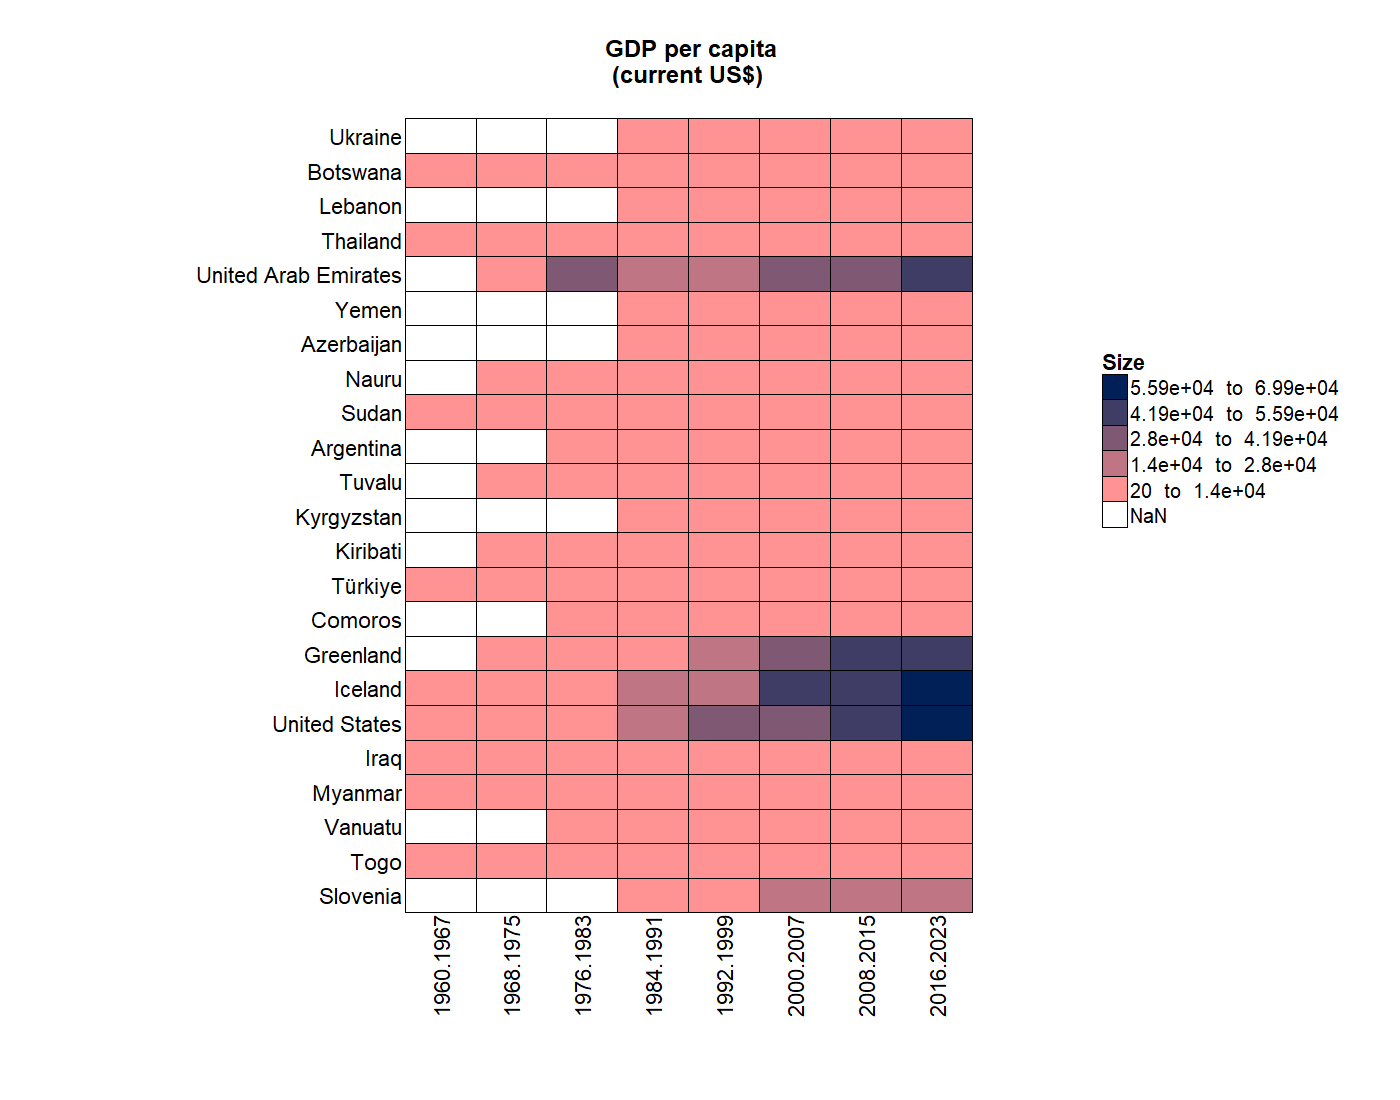 GDP per capita
(current US$)
Ukraine
Botswana
Lebanon
Thailand
United Arab Emirates
Yemen
Azerbaijan
Nauru
Sudan
Argentina
Tuvalu
Kyrgyzstan
Kiribati
Türkiye
Comoros
Greenland
Iceland
United States
Iraq
Myanmar
Vanuatu
Togo
Slovenia
1960.1967
1968.1975
1976.1983
1984.1991
1992.1999
2000.2007
2008.2015
2016.2023
Size
5.59e+04 to 6.99e+04
4.19e+04 to 5.59e+04
2.8e+04 to 4.19e+04
1.4e+04 to 2.8e+04
20 to 1.4e+04
NaN